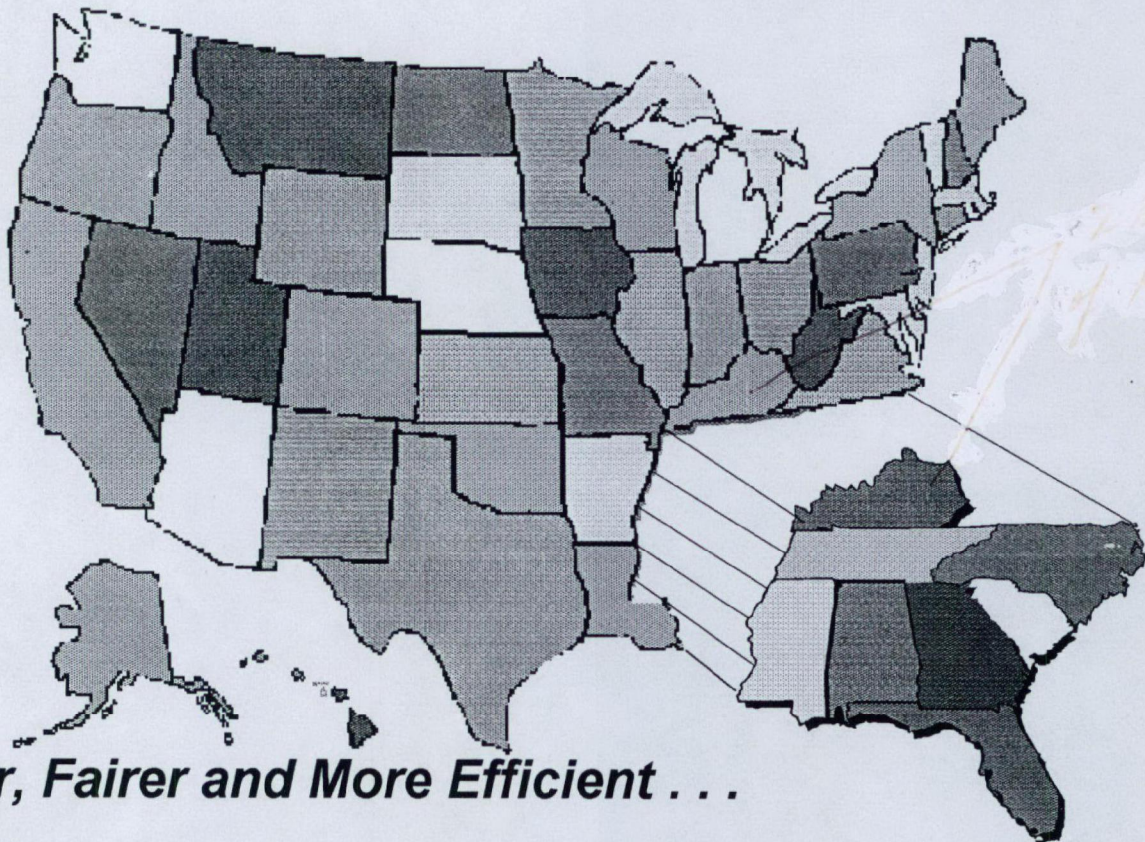 r, Fairer and More Efficient . . .